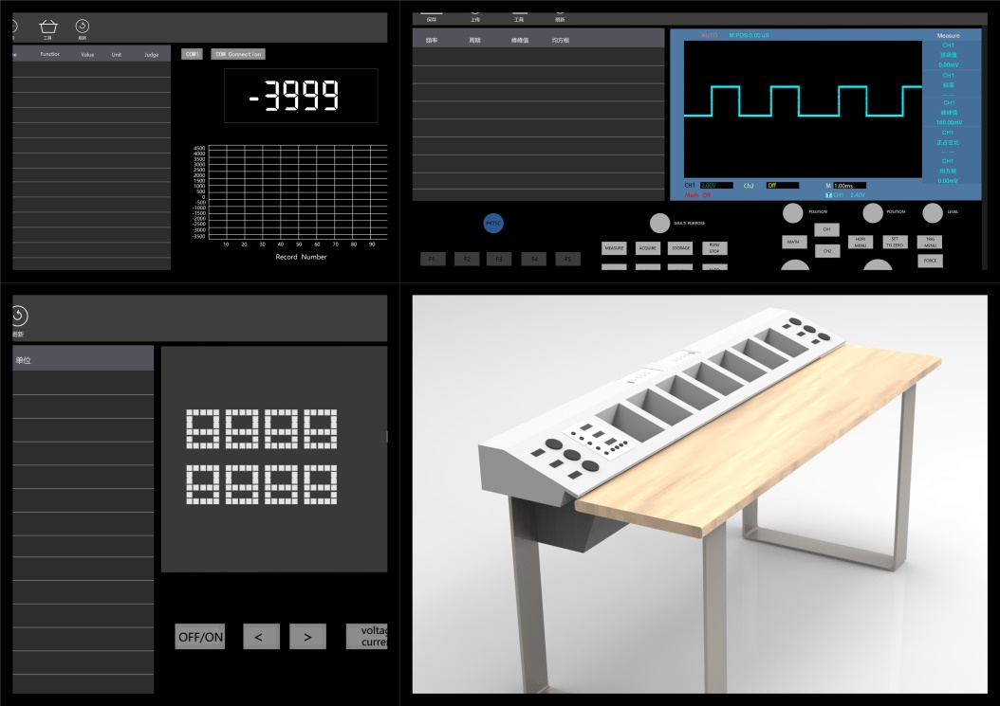 工具
刷新
Function
Value
Unit
Judge
COM1
COM Connection
-3999
4500
4000
3500
3000
2500
2000
1500
1000
500
0
-500
-1000
-1500
-2000
-2500
-3000
-3500
10 20 30 40 50 60 70 80 90
Record Number
保存
上传
工具
刷新
频率
周期
峰峰值
均方根
AUTO
M POS:0.00 uS
Measure
CH1
0.00mV
CH1
频率
CH1
峰峰值
160.00mV
CH1
正占空比
CH1
均方根
0.00mV
CH1
2.00V
Ch2
Off
M:
1.00ms
Math Off
T CH1 2.40V
PRTSC
MULTI PURPOSE
POSITION
POSITION
LEVEL
F1
F2
F3
F4
F5
MEASURE
ACQUIRE
STORAGE
RUN/
STOP
AUTO
MATH
CH1
CH2
HORI
MENU
SET
TO ZERO
TRIG
MENU
FORCE
刷新
单位
8888
8888
OFF/ON
<
>